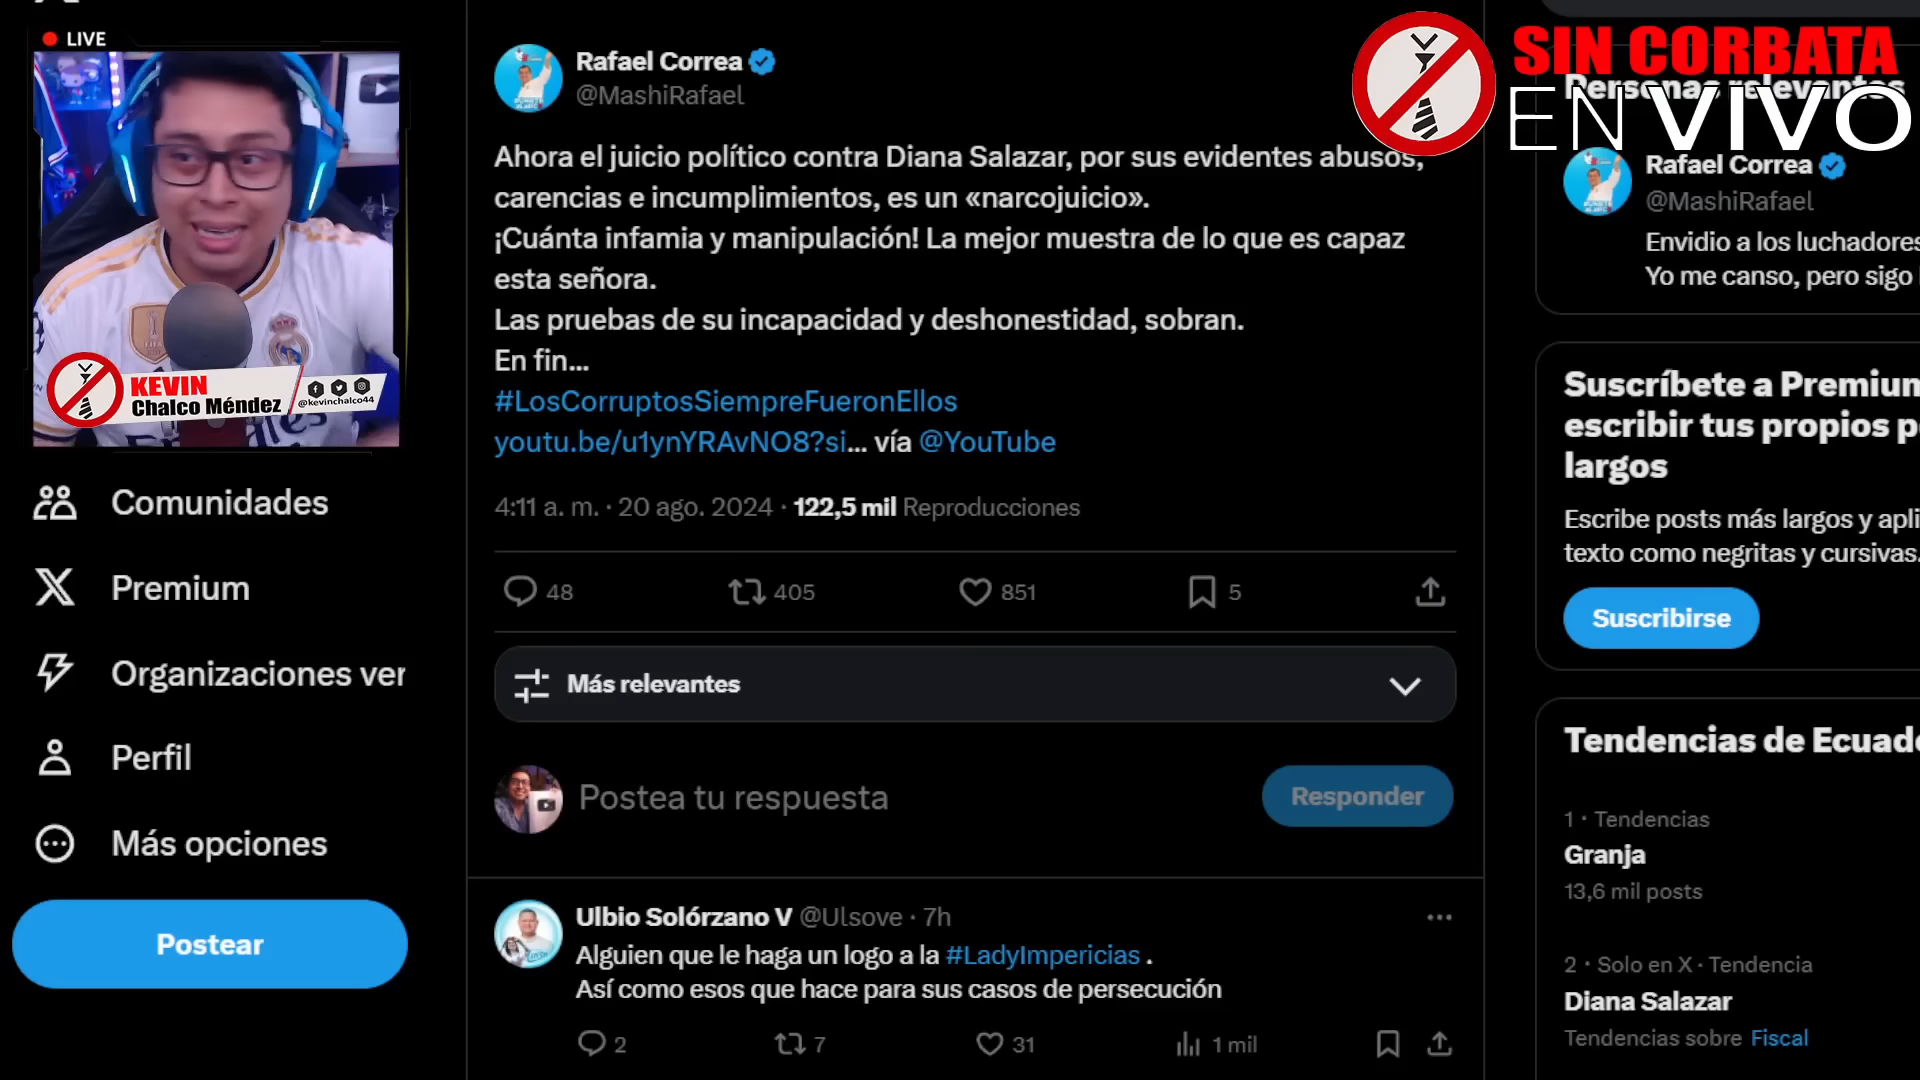 LIVE
KEVIN
Chalco Méndez
@kevinchalco44
Comunidades
Premium
Organizaciones ver
Perfil
Más opciones
Postear
Rafael Correa
@MashiRafael
Ahora el juicio político contra Diana Salazar, por sus evidentes abusos,
carencias e incumplimientos, es un «narcojuicio».
¡Cuánta infamia y manipulación! La mejor muestra de lo que es capaz
esta señora.
Las pruebas de su incapacidad y deshonestidad, sobran.
En fin...
#LosCorruptosSiempreFueronEllos
youtu.be/u1ynYRAvNO8?si... vía @YouTube
4:11 a. m. · 20 ago. 2024 · 122,5 mil Reproducciones
48 405 851 5
Más relevantes
Postea tu respuesta
Responder
Ulbio Solórzano V @Ulsove · 7h
Alguien que le haga un logo a la #LadyImpericias .
Así como esos que hace para sus casos de persecución
2 7 31 1 mil
SIN CORBATA
EN VIVO
Personas relevantes
Rafael Correa
@MashiRafael
Envidio a los luchadores
Yo me canso, pero sigo
Suscríbete a Premium
escribir tus propios p
largos
Escribe posts más largos y apli
texto como negritas y cursivas.
Suscribirse
Tendencias de Ecuad
1 · Tendencias
Granja
13,6 mil posts
2 · Solo en X · Tendencia
Diana Salazar
Tendencias sobre Fiscal